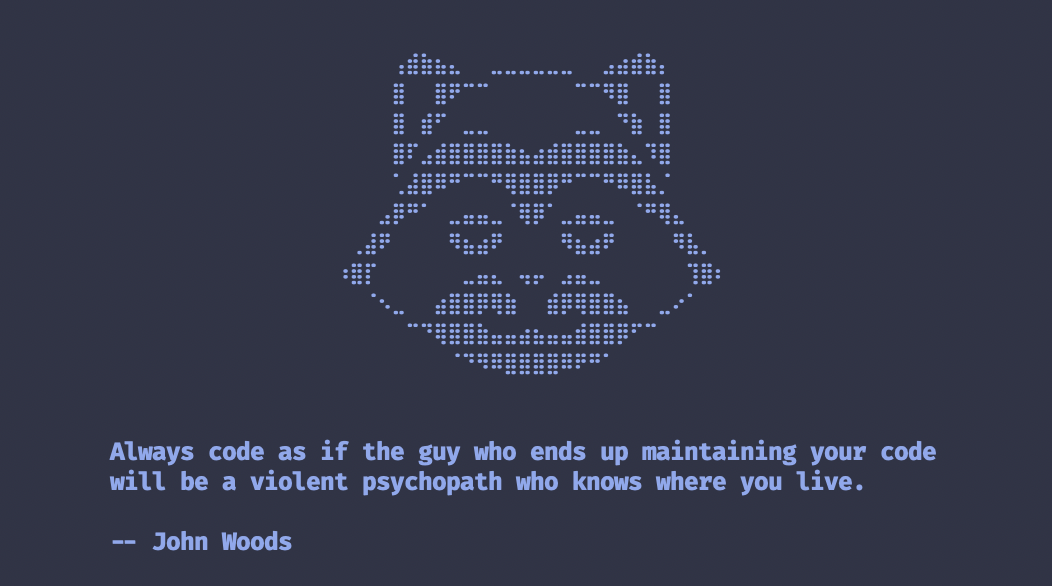 Always code as if the guy who ends up maintaining your code
will be a violent psychopath who knows where you live.
-- John Woods